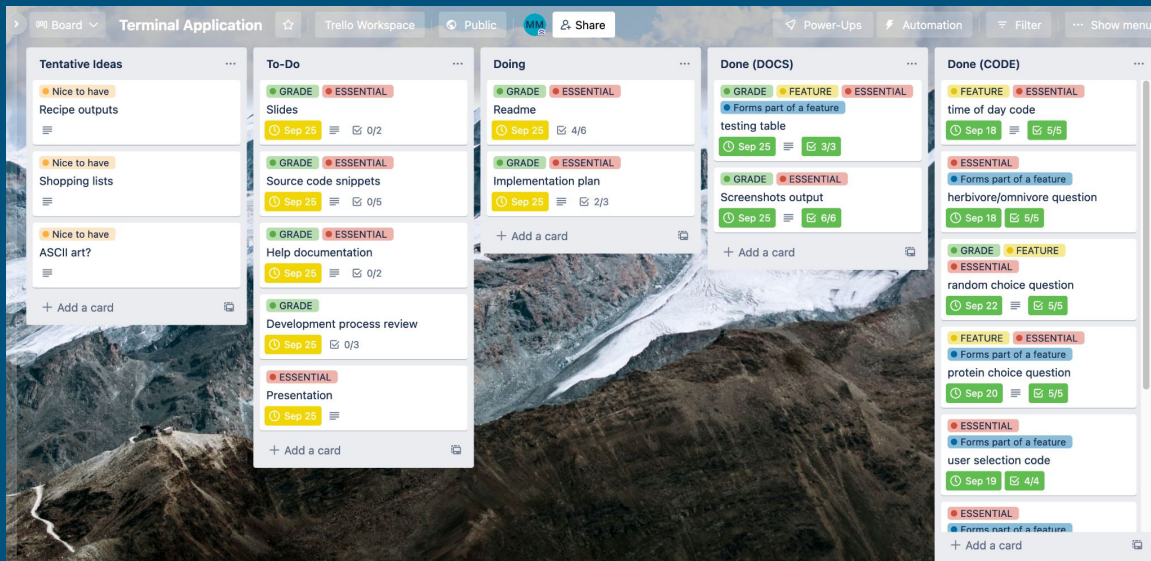 Board
Terminal Application
Trello Workspace
Public
MM
Share
Power-Ups
Automation
Filter
··· Show menu
Tentative Ideas ···
Nice to have
Recipe outputs
Nice to have
Shopping lists
Nice to have
ASCII art?
+ Add a card
To-Do ···
GRADE ESSENTIAL
Slides
Sep 25 0/2
GRADE ESSENTIAL
Source code snippets
Sep 25 0/5
GRADE ESSENTIAL
Help documentation
Sep 25 0/2
GRADE
Development process review
Sep 25 0/3
ESSENTIAL
Presentation
Sep 25
+ Add a card
Doing ···
GRADE ESSENTIAL
Readme
Sep 25 4/6
GRADE ESSENTIAL
Implementation plan
Sep 25 2/3
+ Add a card
Done (DOCS) ···
GRADE FEATURE ESSENTIAL
Forms part of a feature
testing table
Sep 25 3/3
GRADE ESSENTIAL
Screenshots output
Sep 25 6/6
+ Add a card
Done (CODE) ···
FEATURE ESSENTIAL
time of day code
Sep 18 5/5
ESSENTIAL
Forms part of a feature
herbivore/omnivore question
Sep 18 5/5
GRADE FEATURE
ESSENTIAL
random choice question
Sep 22 5/5
FEATURE ESSENTIAL
Forms part of a feature
protein choice question
Sep 20 5/5
ESSENTIAL
Forms part of a feature
user selection code
Sep 19 4/4
ESSENTIAL
Forms part of a feature
+ Add a card